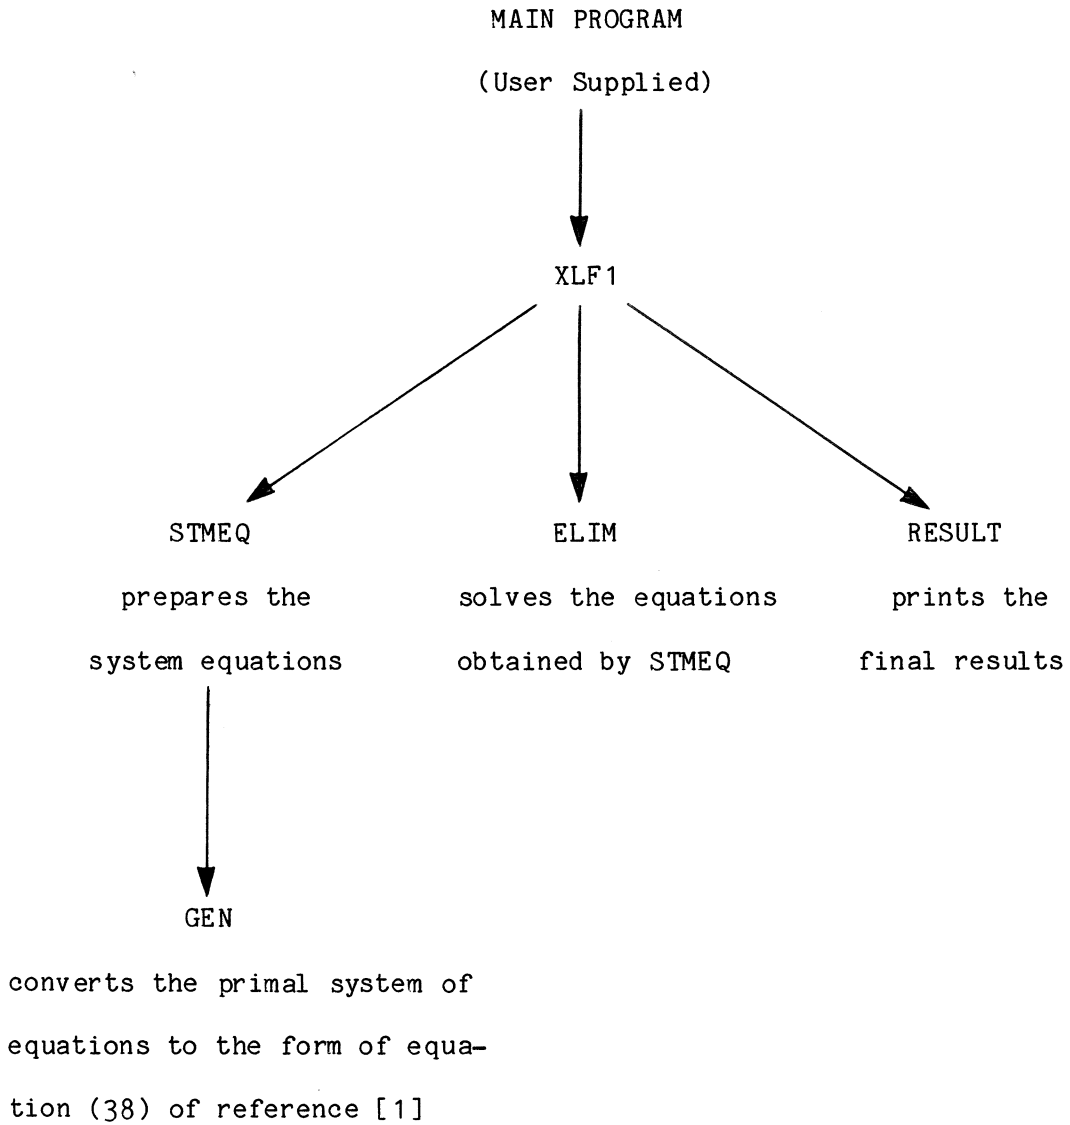 MAIN PROGRAM
(User Supplied)
XLF1
STMEQ
prepares the
system equations
ELIM
solves the equations
obtained by STMEQ
RESULT
prints the
final results
GEN
converts the primal system of
equations to the form of equa-
tion (38) of reference [1]